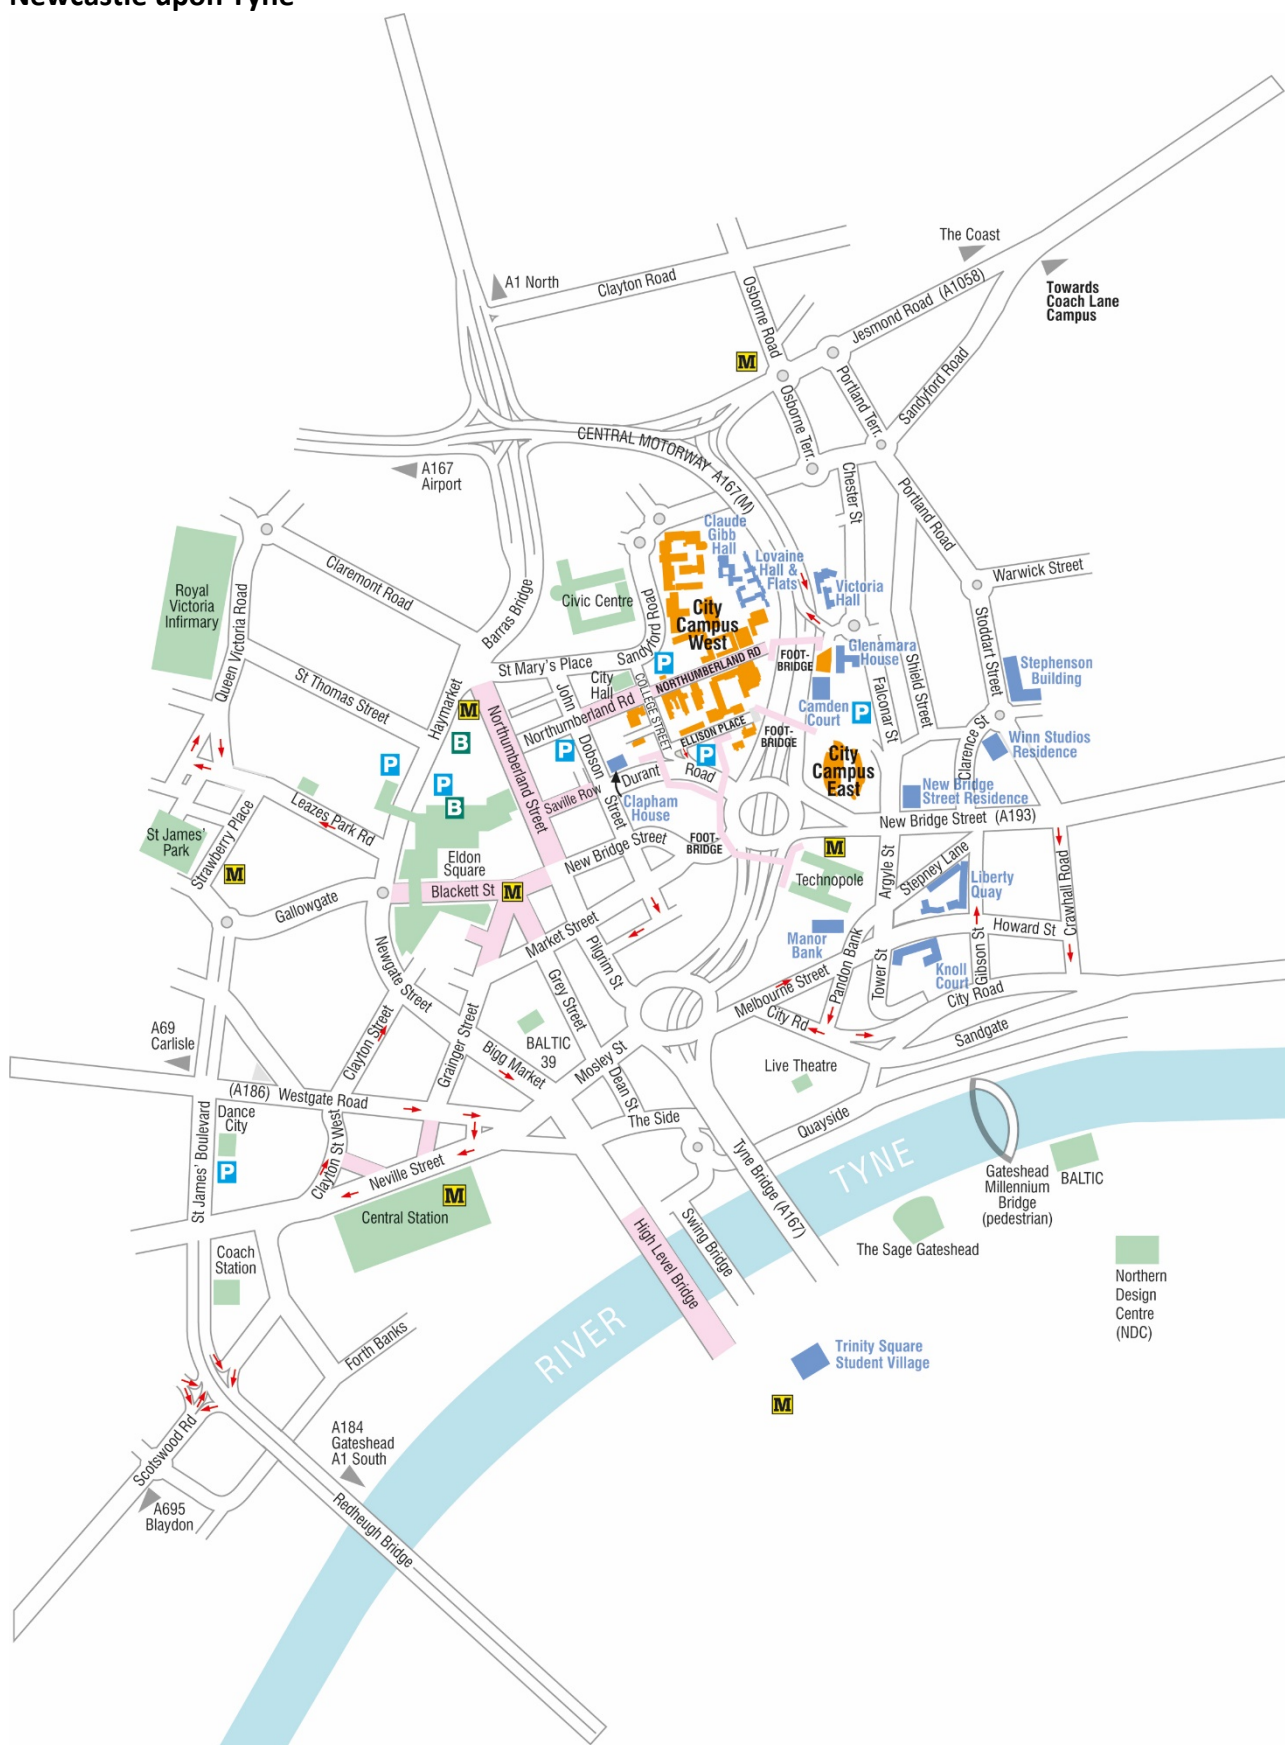 Newcastle upon Tyne
The Coast
A1 North
Clayton Road
Osborne Road
Jesmond Road (A1058)
Towards
Coach Lane
Campus
M
Portland Terr.
Sandyford Road
Osborne Terr.
CENTRAL MOTORWAY A167(M)
A167
Airport
Chester St
Portland Road
Claude
Gibb
Hall
Lovaine
Hall &
Flats
Victoria
Hall
Warwick Street
Claremont Road
Royal
Victoria
Infirmary
Queen Victoria Road
Barras Bridge
Civic Centre
Sandyford Road
City
Campus
West
Stoddart Street
St Mary's Place
P
NORTHUMBERLAND RD
FOOT-
BRIDGE
Glenamara
House
Shield Street
Stephenson
Building
St Thomas Street
Haymarket
M
City
Hall
John
Dobson
Street
Northumberland Rd
COLLEGE STREET
Camden
Court
P
Falconar St
Northumberland Street
B
P
ELLISON PLACE
P
FOOT-
BRIDGE
City
Campus
East
Clarence St
Winn Studios
Residence
P
P
B
Saville Row
Durant
Road
Clapham
House
New Bridge
Street Residence
New Bridge Street (A193)
Leazes Park Rd
St James'
Park
Strawberry Place
M
Eldon
Square
New Bridge Street
FOOT-
BRIDGE
M
Technopole
Argyle St
Stepney Lane
Liberty
Quay
Crawhall Road
Blackett St
M
Gallowgate
Market Street
Pilgrim St
Manor
Bank
Pandon Bank
Tower St
Howard St
Gibson St
Knoll
Court
Newgate Street
Grey Street
Melbourne Street
City Rd
City Road
Sandgate
A69
Carlisle
Clayton Street
Grainger Street
Bigg Market
BALTIC
39
Mosley St
Dean St
Live Theatre
(A186) Westgate Road
Dance
City
P
St James' Boulevard
Clayton St West
Neville Street
The Side
Quayside
Tyne Bridge (A167)
TYNE
Gateshead
Millennium
Bridge
(pedestrian)
BALTIC
M
Central Station
High Level Bridge
Swing Bridge
The Sage Gateshead
Coach
Station
Northern
Design
Centre
(NDC)
RIVER
Forth Banks
Trinity Square
Student Village
M
Scotswood Rd
A184
Gateshead
A1 South
A695
Blaydon
Redheugh Bridge